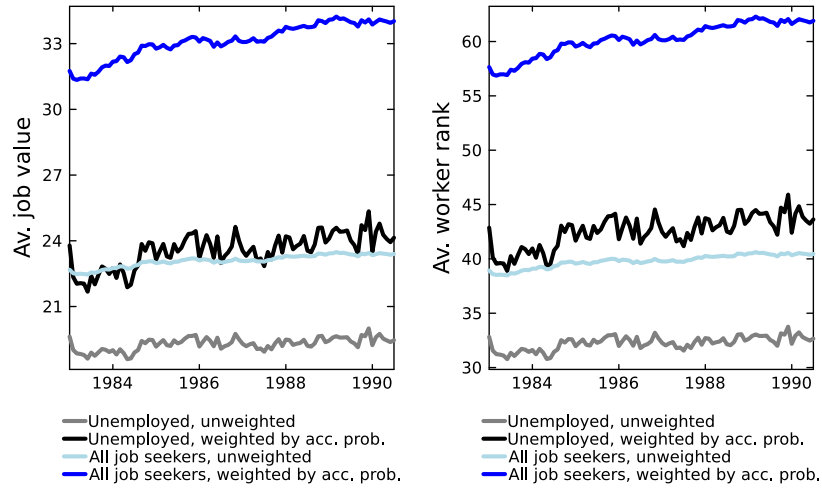 Av. job value
33
30
27
24
21
1984 1986 1988 1990
Unemployed, unweighted
Unemployed, weighted by acc. prob.
All job seekers, unweighted
All job seekers, weighted by acc. prob.
Av. worker rank
60
55
50
45
40
35
30
1984 1986 1988 1990
Unemployed, unweighted
Unemployed, weighted by acc. prob.
All job seekers, unweighted
All job seekers, weighted by acc. prob.